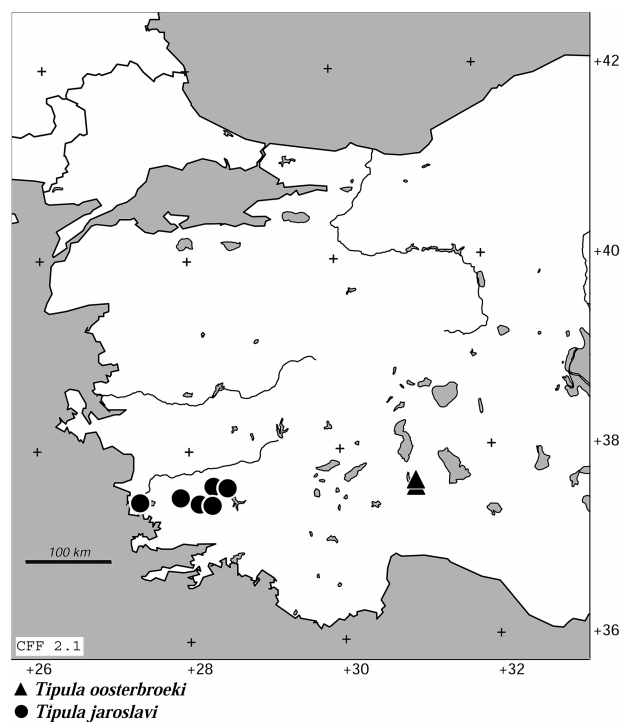 +42
+40
+38
100 km
+36
CFF 2.1
+26 +28 +30 +32
Tipula oosterbroeki
Tipula jaroslavi